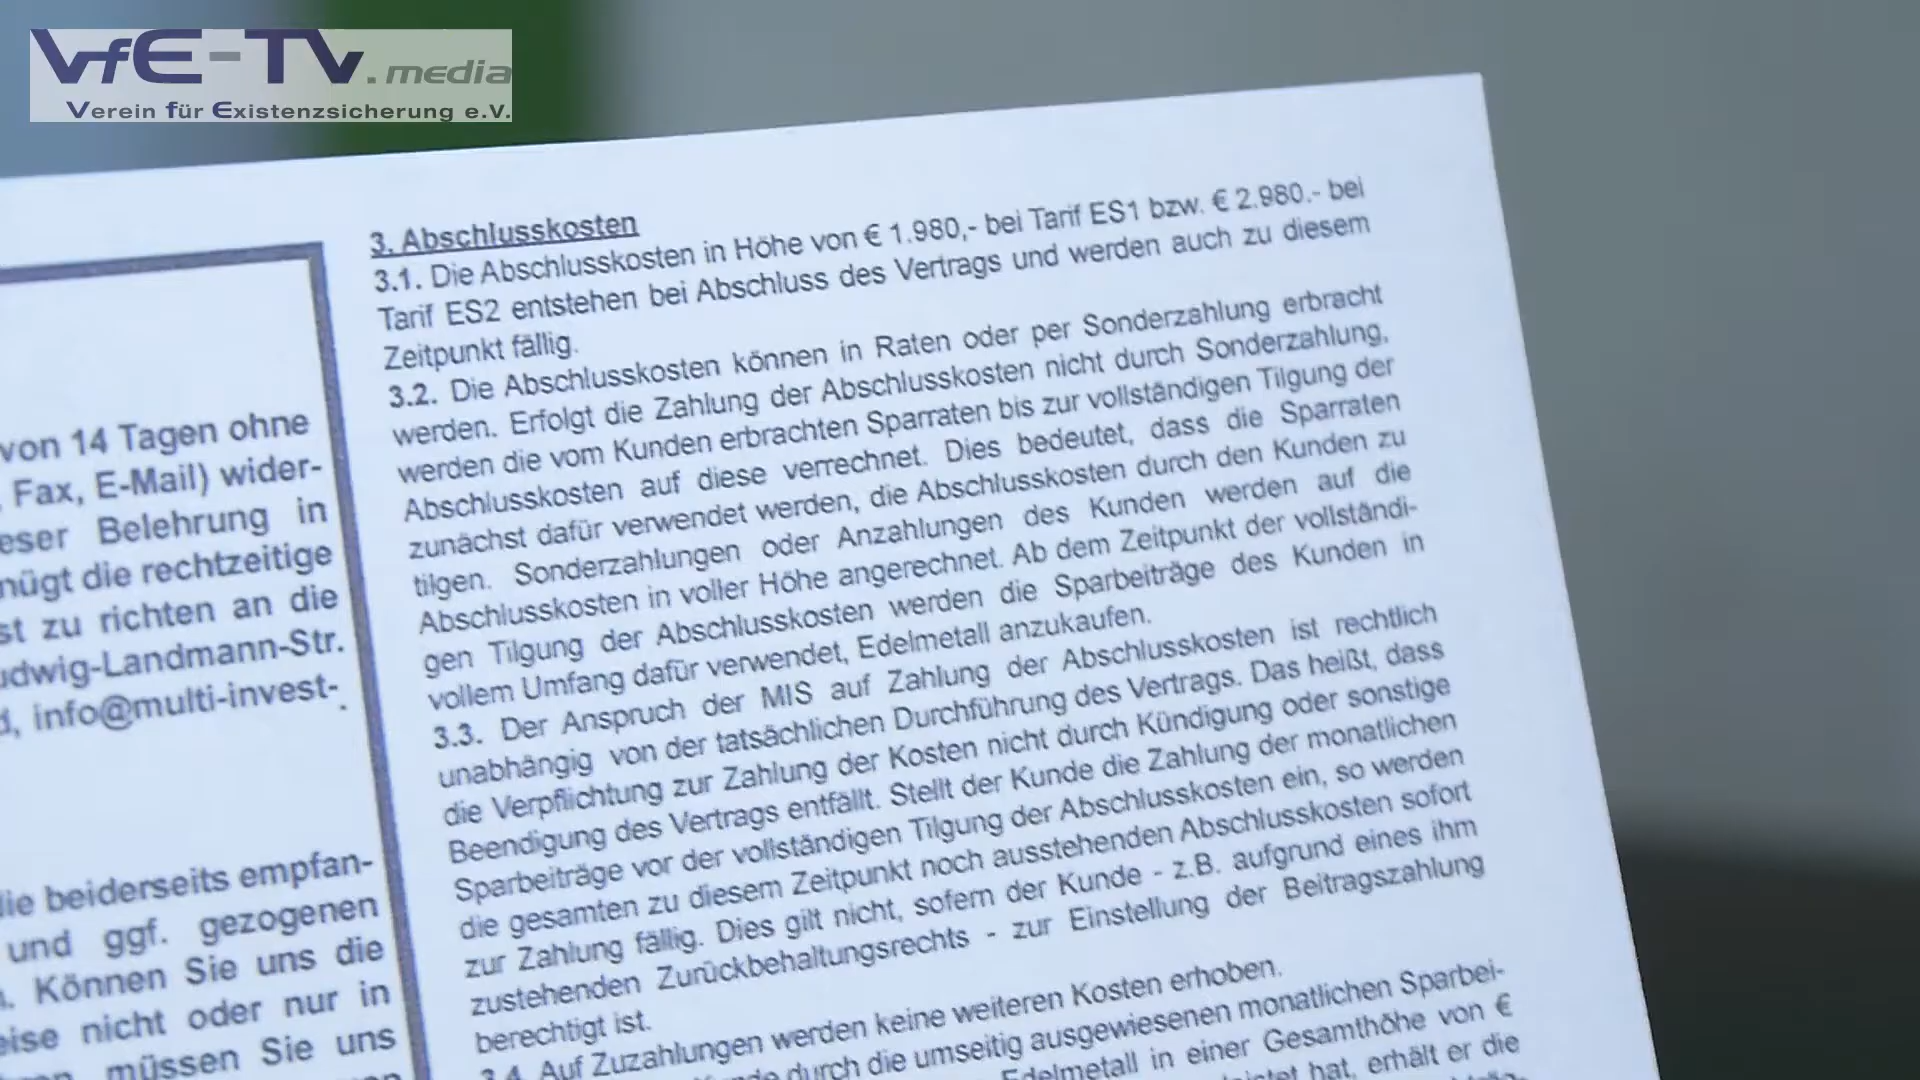 VfE-TV.media
Verein für Existenzsicherung e.V.
von 14 Tagen ohne
Fax, E-Mail) wider-
Belehrung in
die rechtzeitige
zu richten an die
-Landmann-Str.
info@multi-invest-
die beiderseits empfan-
und ggf. gezogenen
Können Sie uns die
nicht oder nur in
müssen Sie uns
3. Abschlusskosten
3.1. Die Abschlusskosten in Höhe von € 1.980,- bei Tarif ES1 bzw. € 2.980.- bei
Tarif ES2 entstehen bei Abschluss des Vertrags und werden auch zu diesem
Zeitpunkt fällig.
3.2. Die Abschlusskosten können in Raten oder per Sonderzahlung erbracht
werden. Erfolgt die Zahlung der Abschlusskosten nicht durch Sonderzahlung,
werden die vom Kunden erbrachten Sparraten bis zur vollständigen Tilgung der
Abschlusskosten auf diese verrechnet. Dies bedeutet, dass die Sparraten
zunächst dafür verwendet werden, die Abschlusskosten durch den Kunden zu
tilgen. Sonderzahlungen oder Anzahlungen des Kunden werden auf die
Abschlusskosten in voller Höhe angerechnet. Ab dem Zeitpunkt der vollständi-
gen Tilgung der Abschlusskosten werden die Sparbeiträge des Kunden in
vollem Umfang dafür verwendet, Edelmetall anzukaufen.
3.3. Der Anspruch der MIS auf Zahlung der Abschlusskosten ist rechtlich
unabhängig von der tatsächlichen Durchführung des Vertrags. Das heißt, dass
die Verpflichtung zur Zahlung der Kosten nicht durch Kündigung oder sonstige
Beendigung des Vertrags entfällt. Stellt der Kunde die Zahlung der monatlichen
Sparbeiträge vor der vollständigen Tilgung der Abschlusskosten ein, so werden
die gesamten zu diesem Zeitpunkt noch ausstehenden Abschlusskosten sofort
zur Zahlung fällig. Dies gilt nicht, sofern der Kunde - z.B. aufgrund eines ihm
zustehenden Zurückbehaltungsrechts - zur Einstellung der Beitragszahlung
berechtigt ist.
3.4. Auf Zuzahlungen werden keine weiteren Kosten erhoben.
durch die umseitig ausgewiesenen monatlichen Sparbei-
Edelmetall in einer Gesamthöhe von €
hat, erhält er die